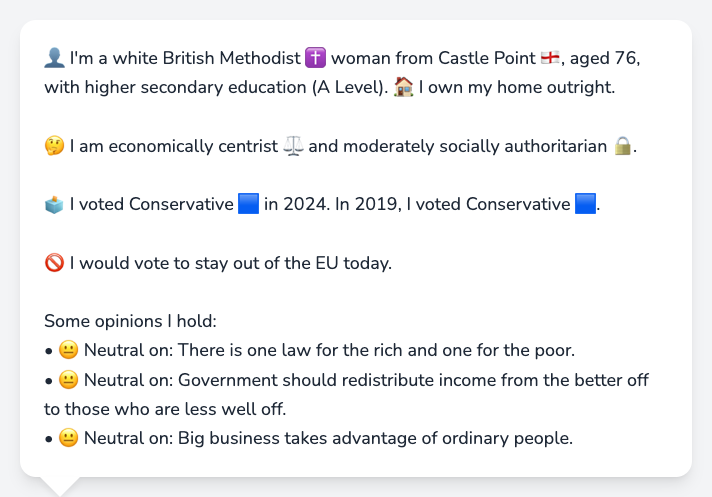 👤 I'm a white British Methodist ✝️ woman from Castle Point 🏴󠁧󠁢󠁥󠁮󠁧󠁿, aged 76,
with higher secondary education (A Level). 🏠 I own my home outright.
🤔 I am economically centrist ⚖️ and moderately socially authoritarian 🔒.
🗳️ I voted Conservative 🟦 in 2024. In 2019, I voted Conservative 🟦.
🚫 I would vote to stay out of the EU today.
Some opinions I hold:
• 😐 Neutral on: There is one law for the rich and one for the poor.
• 😐 Neutral on: Government should redistribute income from the better off
to those who are less well off.
• 😐 Neutral on: Big business takes advantage of ordinary people.